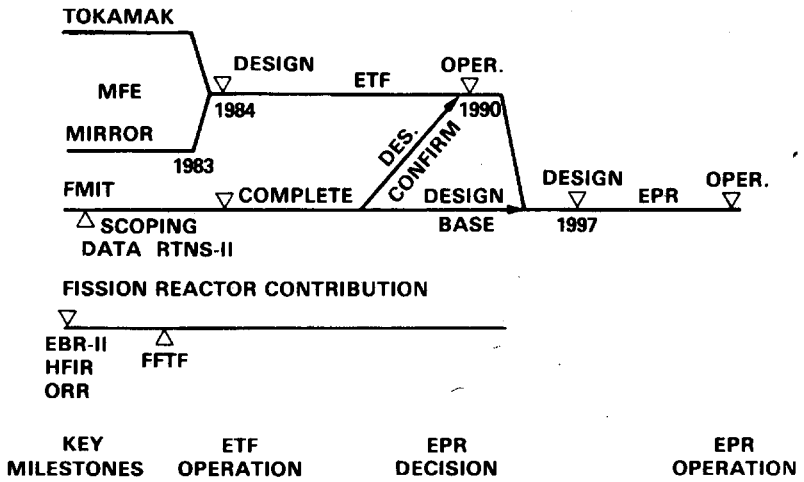 TOKAMAK
DESIGN
ETF
OPER.
MFE
1984
1990
MIRROR
1983
DES.
CONFIRM
FMIT
COMPLETE
DESIGN
BASE
DESIGN
EPR
OPER.
1997
SCOPING
DATA RTNS-II
FISSION REACTOR CONTRIBUTION
EBR-II
HFIR
ORR
FFTF
KEY
MILESTONES
ETF
OPERATION
EPR
DECISION
EPR
OPERATION